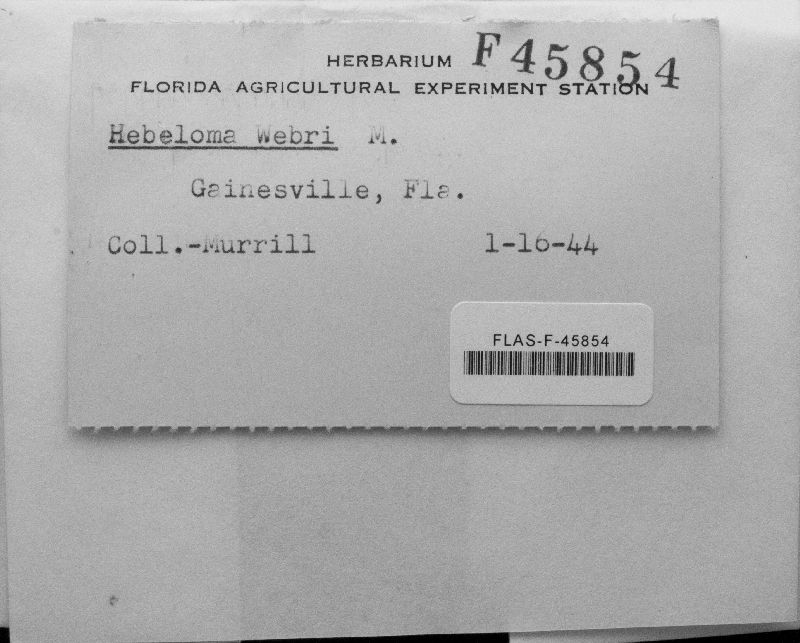 HERBARIUM F45854
FLORIDA AGRICULTURAL EXPERIMENT STATION
Hebeloma Webri M.
Gainesville, Fla.
Coll.-Murrill 1-16-44
FLAS-F-45854